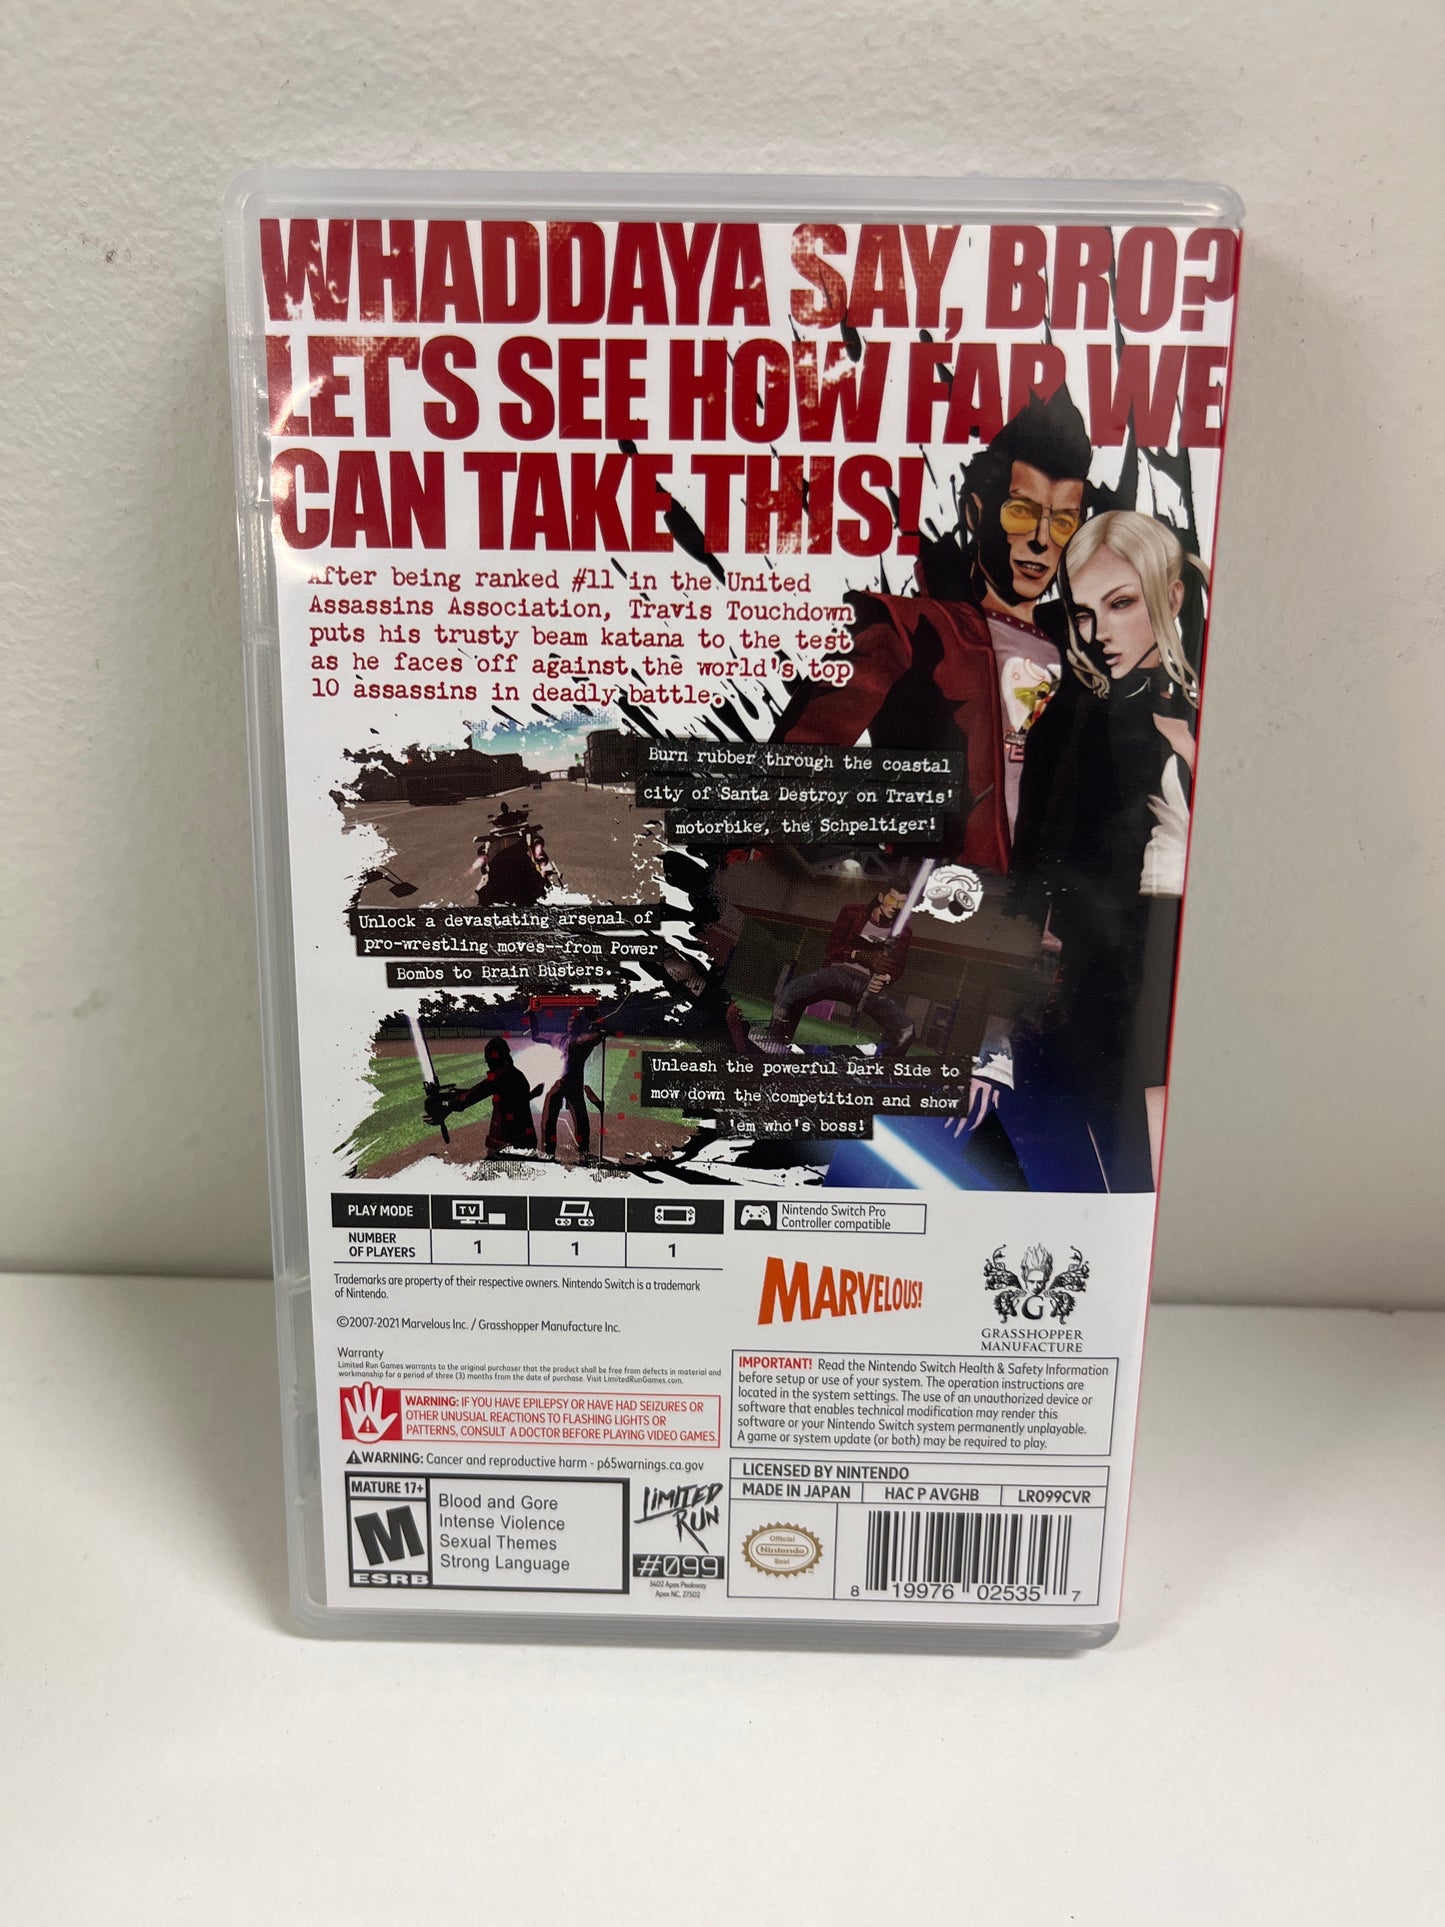 WHADDAYA SAY, BRO?
LET'S SEE HOW FAR WE
CAN TAKE THIS!
After being ranked #11 in the United
Assassins Association, Travis Touchdown
puts his trusty beam katana to the test
as he faces off against the world's top
10 assassins in deadly battle.
Burn rubber through the coastal
city of Santa Destroy on Travis'
motorbike, the Schpeltiger!
Unlock a devastating arsenal of
pro-wrestling moves--from Power
Bombs to Brain Busters.
Unleash the powerful Dark Side to
mow down the competition and show
'em who's boss!
PLAY MODE
TV
NUMBER
OF PLAYERS
1
1
1
Nintendo Switch Pro
Controller compatible
Trademarks are property of their respective owners. Nintendo Switch is a trademark
of Nintendo.
©2007-2021 Marvelous Inc. / Grasshopper Manufacture Inc.
MARVELOUS!
G
GRASSHOPPER
MANUFACTURE
Warranty
Limited Run Games warrants to the original purchaser that the product shall be free from defects in material and
workmanship for a period of three (3) months from the date of purchase. Visit LimitedRunGames.com.
WARNING: IF YOU HAVE EPILEPSY OR HAVE HAD SEIZURES OR
OTHER UNUSUAL REACTIONS TO FLASHING LIGHTS OR
PATTERNS, CONSULT A DOCTOR BEFORE PLAYING VIDEO GAMES.
WARNING: Cancer and reproductive harm - p65warnings.ca.gov
IMPORTANT! Read the Nintendo Switch Health & Safety Information
before setup or use of your system. The operation instructions are
located in the system settings. The use of an unauthorized device or
software that enables technical modification may render this
software or your Nintendo Switch system permanently unplayable.
A game or system update (or both) may be required to play.
MATURE 17+
M
ESRB
Blood and Gore
Intense Violence
Sexual Themes
Strong Language
LIMITED
RUN
#099
3402 Apex Peakway
Apex NC, 27502
LICENSED BY NINTENDO
MADE IN JAPAN
HAC P AVGHB
LR099CVR
Official
Nintendo
Seal
8 19976 02535 7